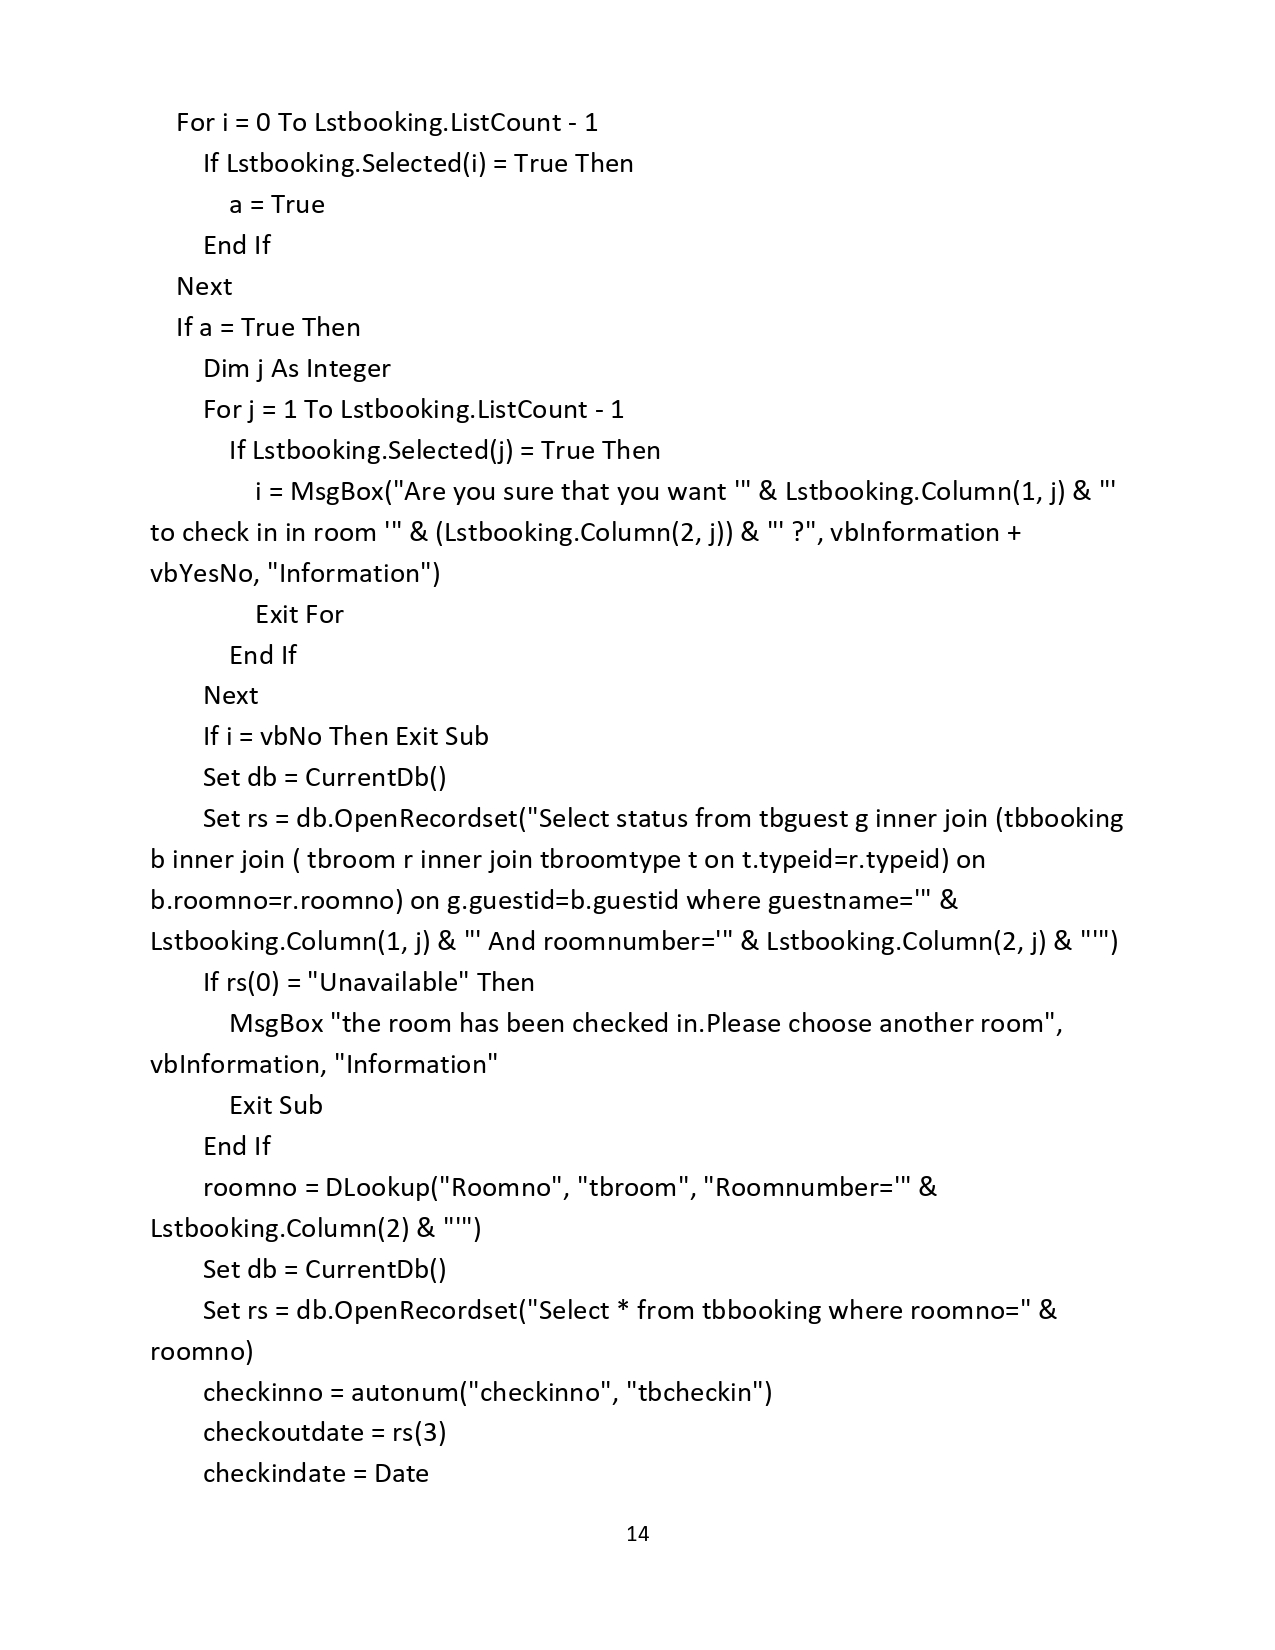 For i = 0 To Lstbooking.ListCount - 1
If Lstbooking.Selected(i) = True Then
a = True
End If
Next
If a = True Then
Dim j As Integer
For j = 1 To Lstbooking.ListCount - 1
If Lstbooking.Selected(j) = True Then
i = MsgBox("Are you sure that you want '" & Lstbooking.Column(1, j) & "'
to check in in room '" & (Lstbooking.Column(2, j)) & "' ?", vbInformation +
vbYesNo, "Information")
Exit For
End If
Next
If i = vbNo Then Exit Sub
Set db = CurrentDb()
Set rs = db.OpenRecordset("Select status from tbguest g inner join (tbbooking
b inner join ( tbroom r inner join tbroomtype t on t.typeid=r.typeid) on
b.roomno=r.roomno) on g.guestid=b.guestid where guestname='" &
Lstbooking.Column(1, j) & "' And roomnumber='" & Lstbooking.Column(2, j) & "'")
If rs(0) = "Unavailable" Then
MsgBox "the room has been checked in.Please choose another room",
vbInformation, "Information"
Exit Sub
End If
roomno = DLookup("Roomno", "tbroom", "Roomnumber='" &
Lstbooking.Column(2) & "'")
Set db = CurrentDb()
Set rs = db.OpenRecordset("Select * from tbbooking where roomno=" &
roomno)
checkinno = autonum("checkinno", "tbcheckin")
checkoutdate = rs(3)
checkindate = Date
14